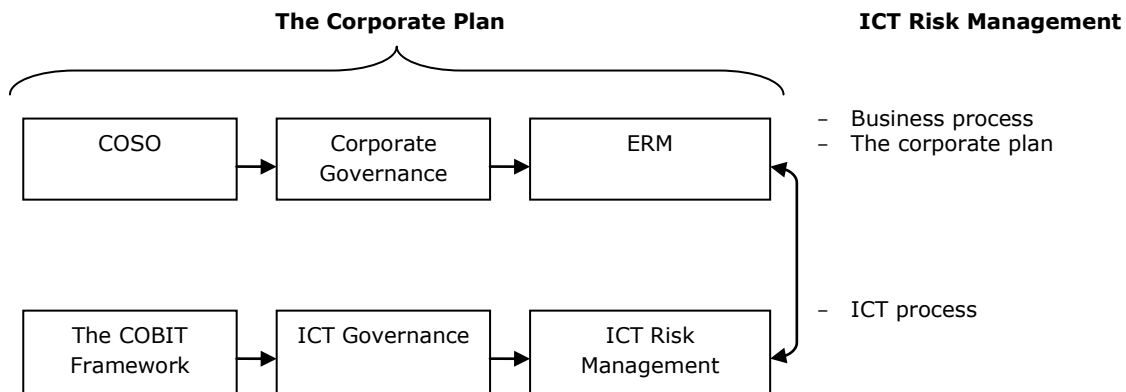 The Corporate Plan
ICT Risk Management
COSO
Corporate
Governance
ERM
– Business process
– The corporate plan
The COBIT
Framework
ICT Governance
ICT Risk
Management
– ICT process